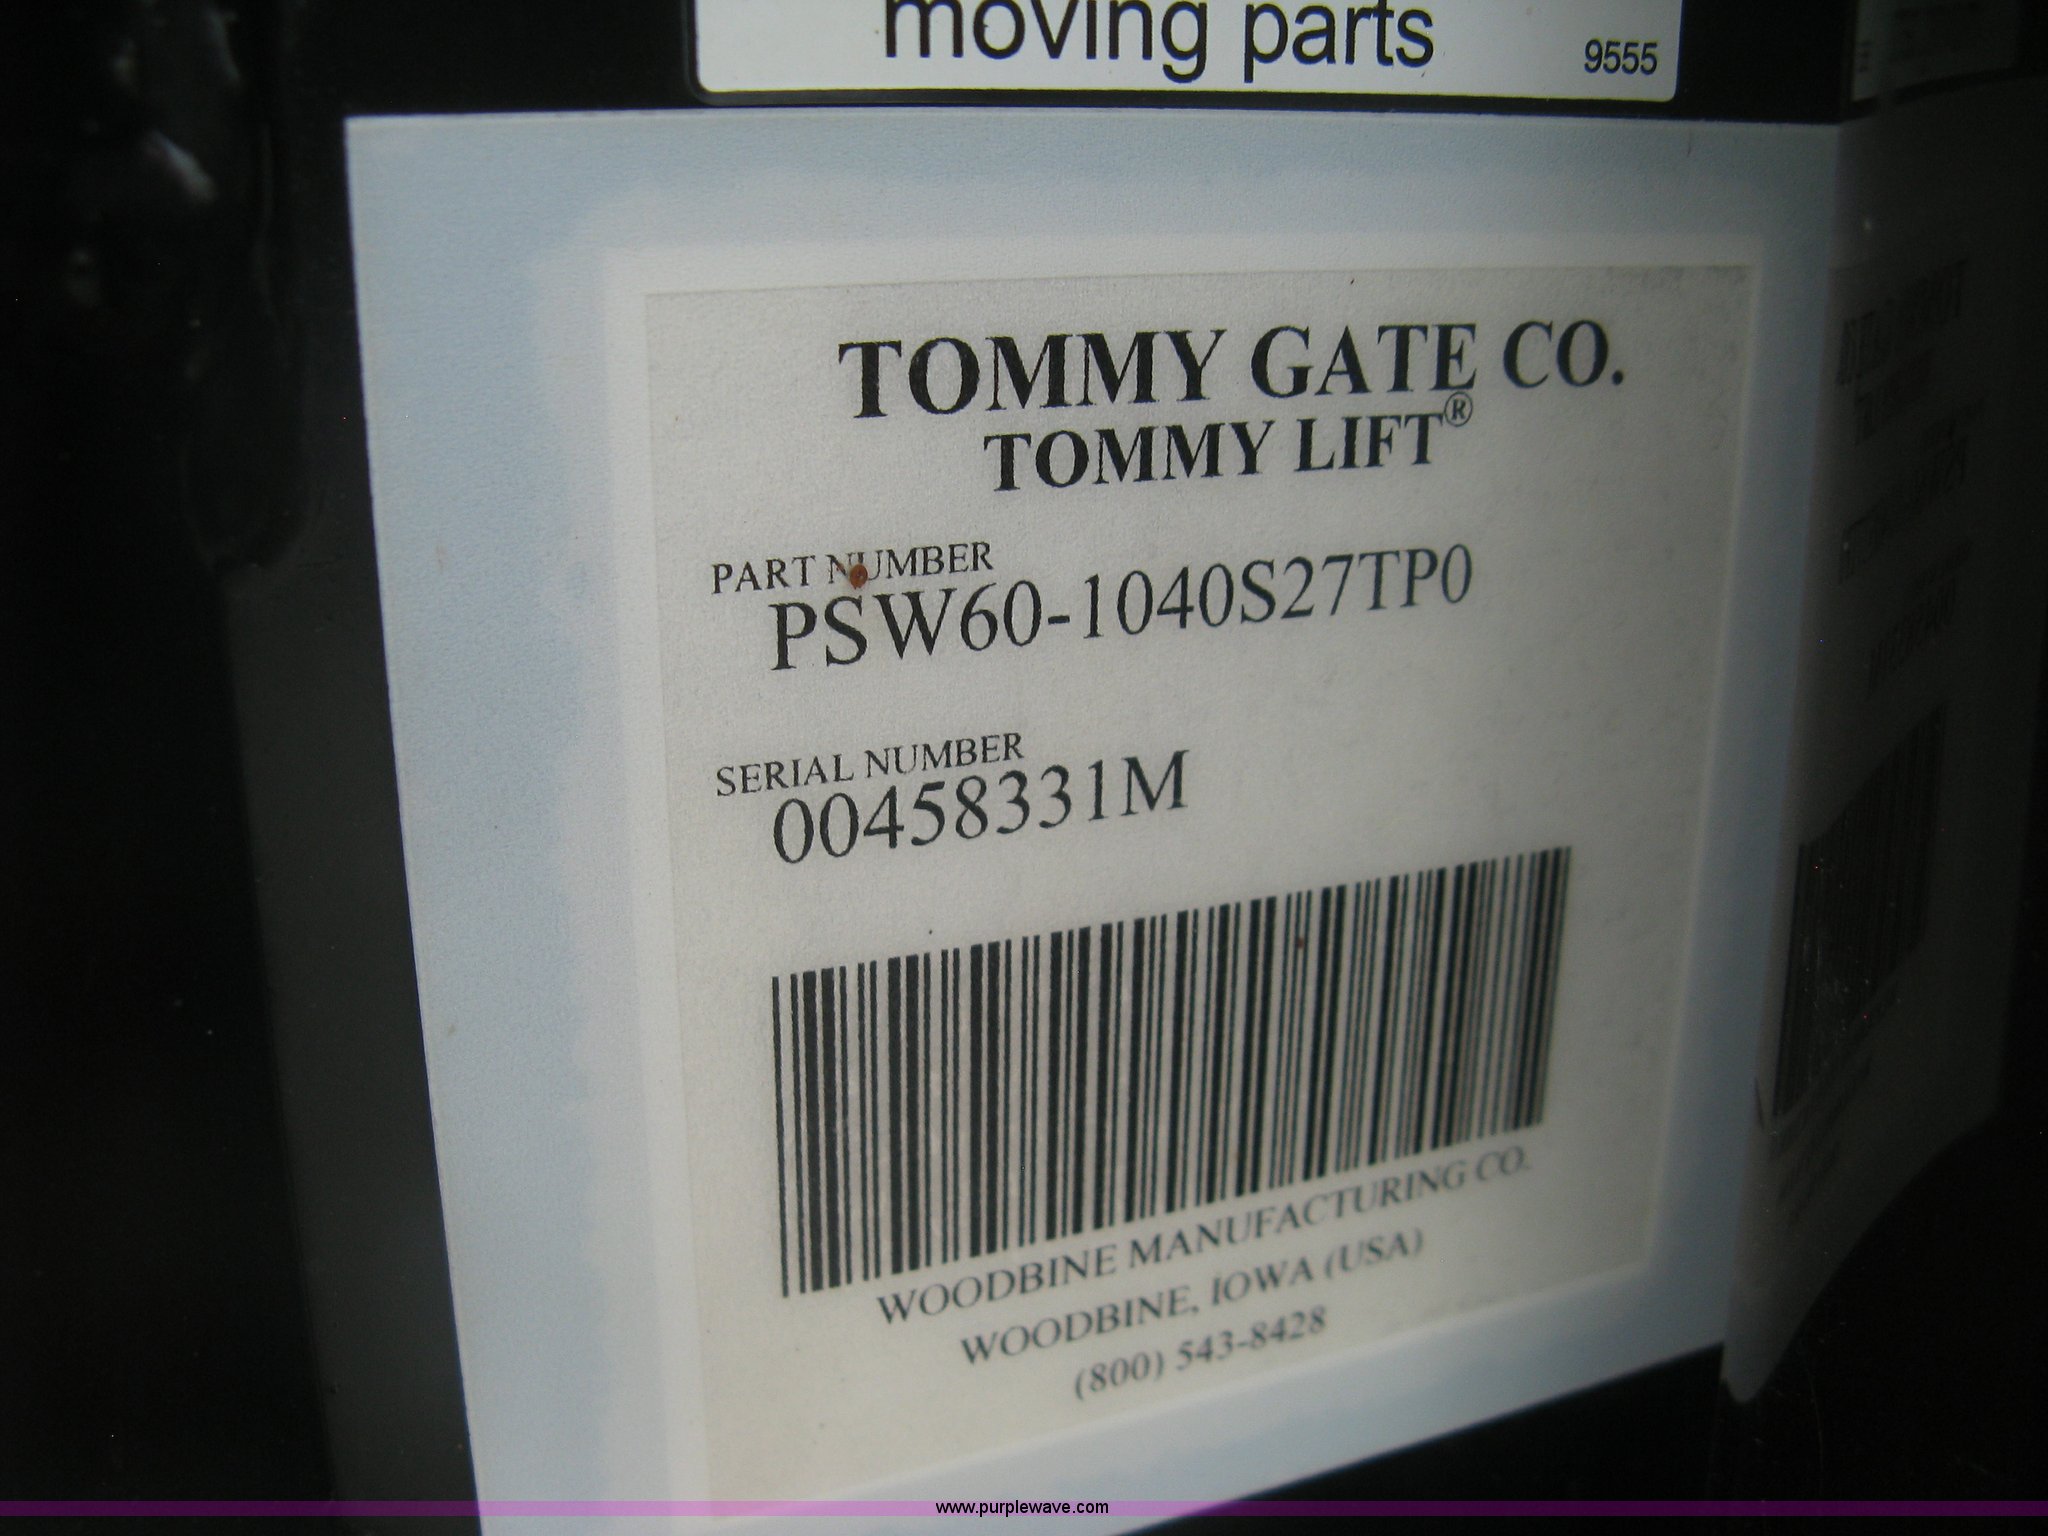 moving parts
9555
TOMMY GATE CO.
TOMMY LIFT®
PART NUMBER
PSW60-1040S27TP0
SERIAL NUMBER
00458331M
WOODBINE MANUFACTURING CO.
WOODBINE, IOWA (USA)
(800) 543-8428
www.purplewave.com